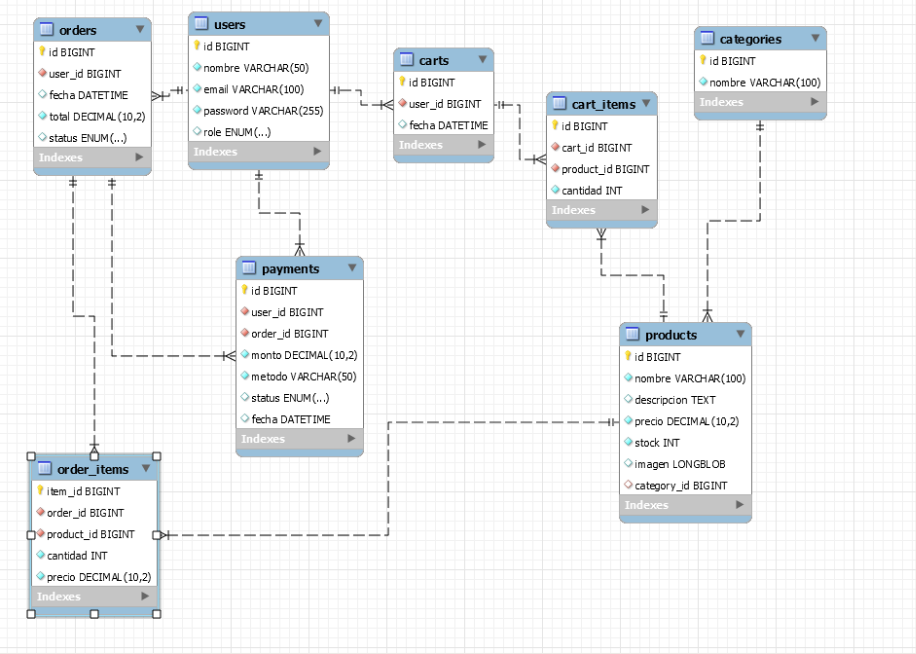 orders
id BIGINT
user_id BIGINT
fecha DATETIME
total DECIMAL(10,2)
status ENUM(...)
Indexes
users
id BIGINT
nombre VARCHAR(50)
email VARCHAR(100)
password VARCHAR(255)
role ENUM(...)
Indexes
carts
id BIGINT
user_id BIGINT
fecha DATETIME
Indexes
cart_items
id BIGINT
cart_id BIGINT
product_id BIGINT
cantidad INT
Indexes
categories
id BIGINT
nombre VARCHAR(100)
Indexes
payments
id BIGINT
user_id BIGINT
order_id BIGINT
monto DECIMAL(10,2)
metodo VARCHAR(50)
status ENUM(...)
fecha DATETIME
Indexes
products
id BIGINT
nombre VARCHAR(100)
descripcion TEXT
precio DECIMAL(10,2)
stock INT
imagen LONGBLOB
category_id BIGINT
Indexes
order_items
item_id BIGINT
order_id BIGINT
product_id BIGINT
cantidad INT
precio DECIMAL(10,2)
Indexes